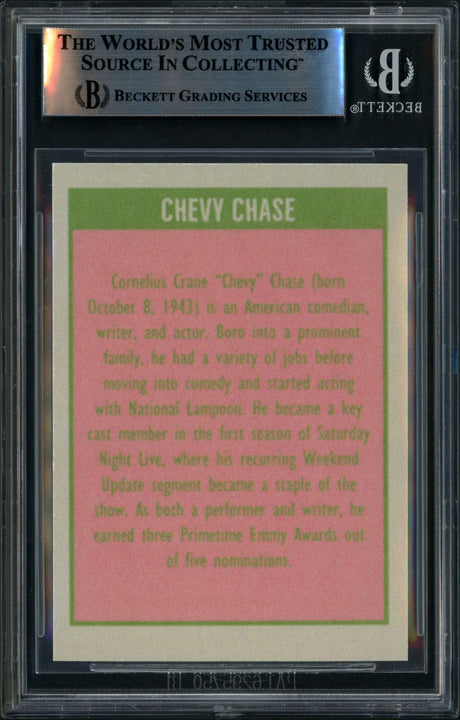 THE WORLD'S MOST TRUSTED
SOURCE IN COLLECTING™
B BECKETT GRADING SERVICES
B
BECKETT®
CHEVY CHASE
Cornelius Crane "Chevy" Chase (born
October 8, 1943) is an American comedian,
writer, and actor. Born into a prominent
family, he had a variety of jobs before
moving into comedy and started acting
with National Lampoon. He became a key
cast member in the first season of Saturday
Night Live, where his recurring Weekend
Update segment became a staple of the
show. As both a performer and writer, he
earned three Primetime Emmy Awards out
of five nominations.